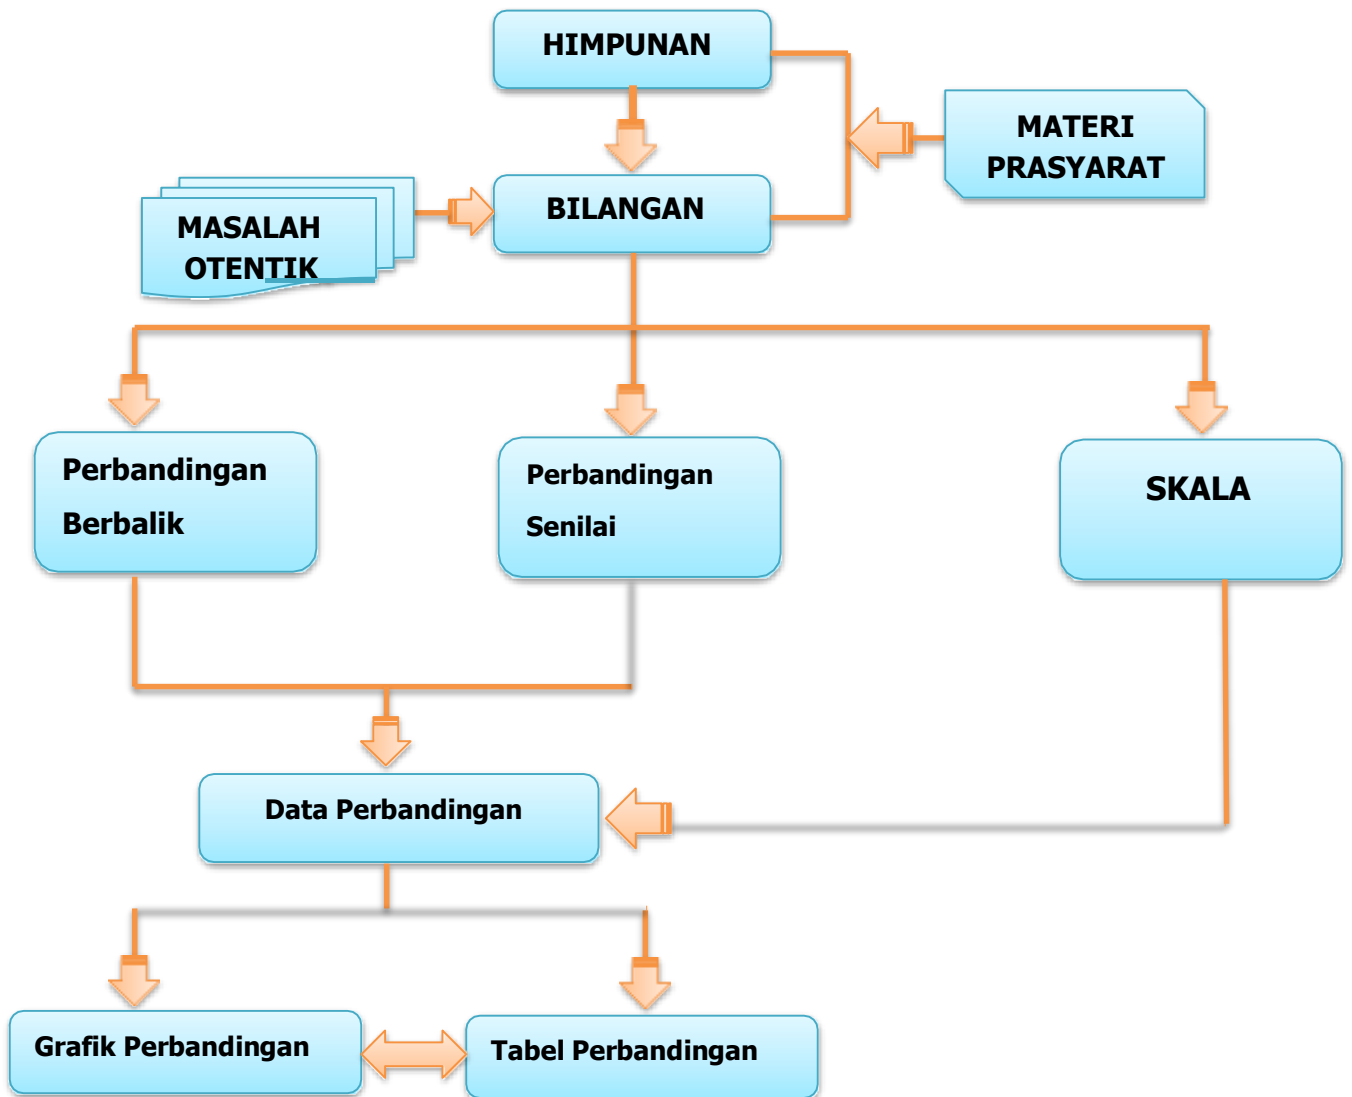 HIMPUNAN
MATERI
PRASYARAT
BILANGAN
MASALAH
OTENTIK
Perbandingan
Berbalik
Perbandingan
Senilai
SKALA
Data Perbandingan
Grafik Perbandingan
Tabel Perbandingan